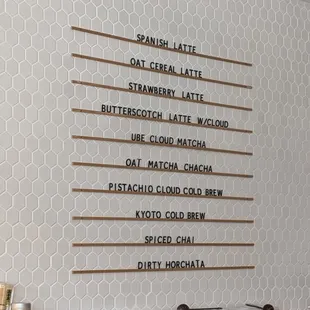 SPANISH LATTE
OAT CEREAL LATTE
STRAWBERRY LATTE
BUTTERSCOTCH LATTE W/CLOUD
UBE CLOUD MATCHA
OAT MATCHA CHACHA
PISTACHIO CLOUD COLD BREW
KYOTO COLD BREW
SPICED CHAI
DIRTY HORCHATA